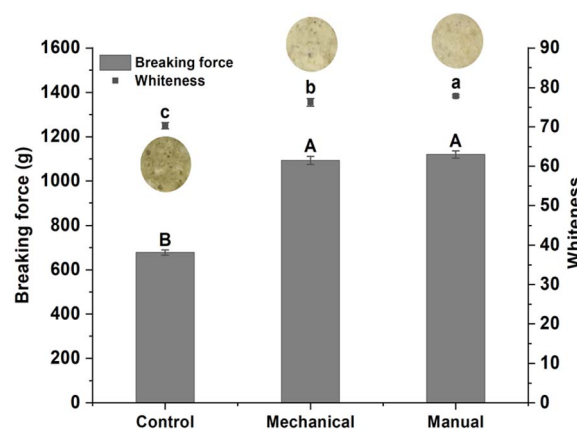 1600
1400
1200
1000
800
600
400
200
0
Breaking force (g)
Breaking force
Whiteness
c
b
a
B
A
A
90
80
70
60
50
40
30
20
10
0
Whiteness
Control
Mechanical
Manual